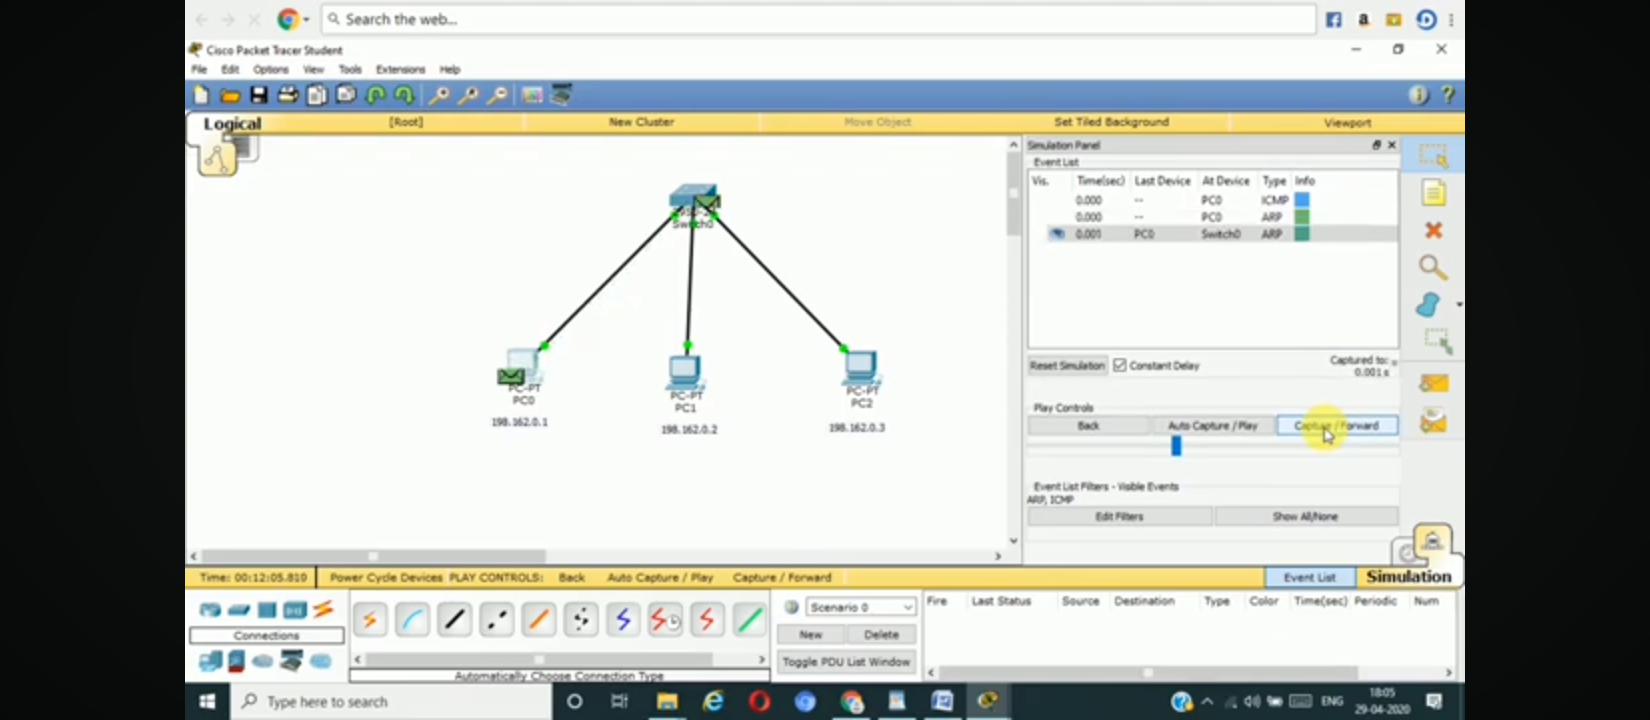 Search the web...
Cisco Packet Tracer Student
File Edit Options View Tools Extensions Help
Logical [Root] New Cluster Move Object Set Tiled Background Viewport
Simulation Panel
Event List
Vis. Time(sec) Last Device At Device Type Info
0.000 -- PC0 ICMP
0.000 -- PC0 ARP
0.001 PC0 Switch0 ARP
Switch0
PC-PT
PC0
198.162.0.1
PC-PT
PC1
198.162.0.2
PC-PT
PC2
198.162.0.3
Reset Simulation Constant Delay Captured to:
0.001 s
Play Controls
Back Auto Capture / Play Capture / Forward
Event List Filters - Visible Events
ARP, ICMP
Edit Filters Show All/None
Time: 00:12:05.810 Power Cycle Devices PLAY CONTROLS: Back Auto Capture / Play Capture / Forward Event List Simulation
Connections
Automatically Choose Connection Type
Scenario 0
New Delete
Toggle PDU List Window
Fire Last Status Source Destination Type Color Time(sec) Periodic Num
Type here to search
ENG
18:05
29-04-2020